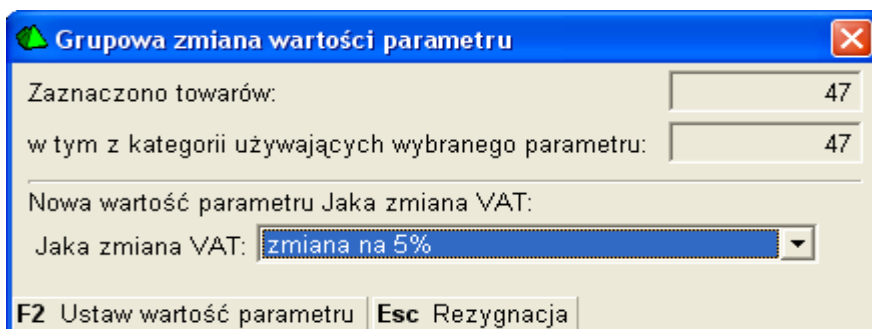 Grupowa zmiana wartości parametru
Zaznaczono towarów: 47
w tym z kategorii używających wybranego parametru: 47
Nowa wartość parametru Jaka zmiana VAT:
Jaka zmiana VAT: zmiana na 5%
F2 Ustaw wartość parametru Esc Rezygnacja